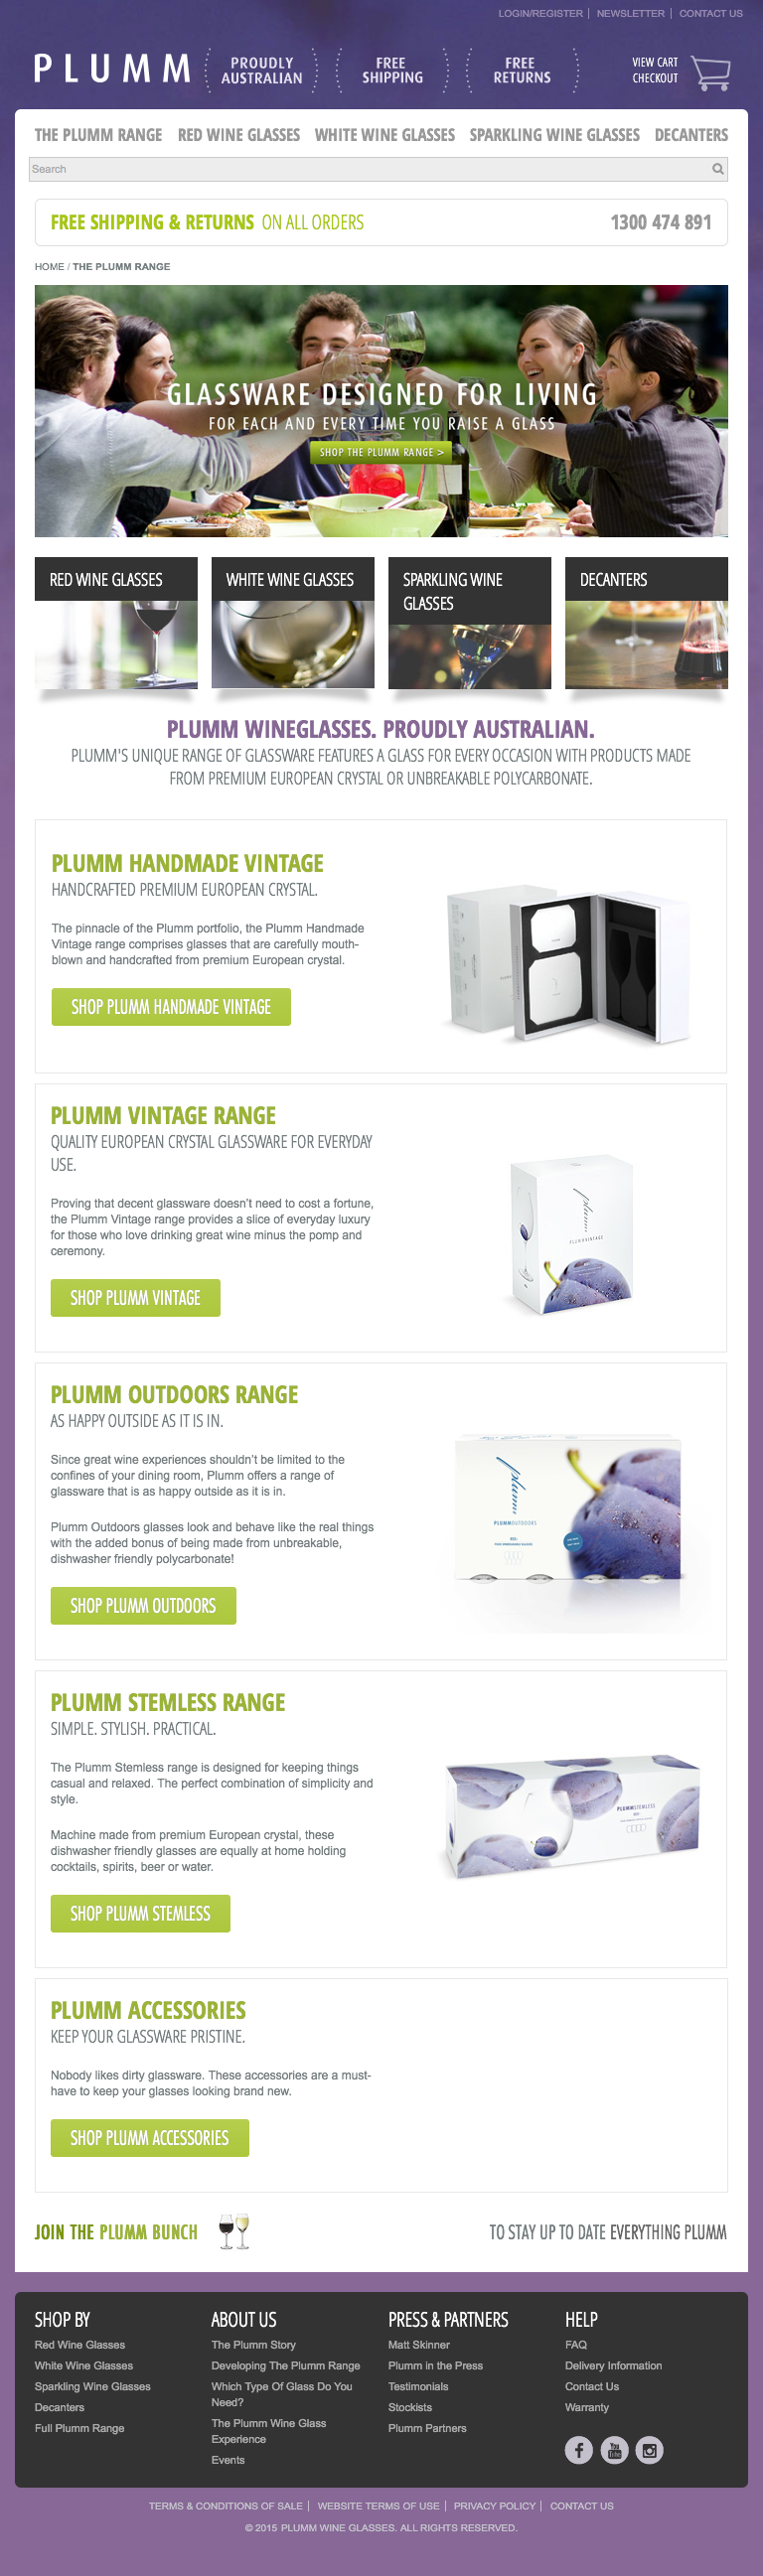 LOGIN/REGISTER | NEWSLETTER | CONTACT US
PLUMM
PROUDLY
AUSTRALIAN
FREE
SHIPPING
FREE
RETURNS
VIEW CART
CHECKOUT
THE PLUMM RANGE RED WINE GLASSES WHITE WINE GLASSES SPARKLING WINE GLASSES DECANTERS
Search
FREE SHIPPING & RETURNS ON ALL ORDERS 1300 474 891
HOME / THE PLUMM RANGE
GLASSWARE DESIGNED FOR LIVING
FOR EACH AND EVERY TIME YOU RAISE A GLASS
SHOP THE PLUMM RANGE >
RED WINE GLASSES
WHITE WINE GLASSES
SPARKLING WINE
GLASSES
DECANTERS
PLUMM WINEGLASSES. PROUDLY AUSTRALIAN.
PLUMM'S UNIQUE RANGE OF GLASSWARE FEATURES A GLASS FOR EVERY OCCASION WITH PRODUCTS MADE
FROM PREMIUM EUROPEAN CRYSTAL OR UNBREAKABLE POLYCARBONATE.
PLUMM HANDMADE VINTAGE
HANDCRAFTED PREMIUM EUROPEAN CRYSTAL.
The pinnacle of the Plumm portfolio, the Plumm Handmade
Vintage range comprises glasses that are carefully mouth-
blown and handcrafted from premium European crystal.
SHOP PLUMM HANDMADE VINTAGE
PLUMM VINTAGE RANGE
QUALITY EUROPEAN CRYSTAL GLASSWARE FOR EVERYDAY
USE.
Proving that decent glassware doesn't need to cost a fortune,
the Plumm Vintage range provides a slice of everyday luxury
for those who love drinking great wine minus the pomp and
ceremony.
SHOP PLUMM VINTAGE
plumm
PLUMMVINTAGE
PLUMM OUTDOORS RANGE
AS HAPPY OUTSIDE AS IT IS IN.
Since great wine experiences shouldn't be limited to the
confines of your dining room, Plumm offers a range of
glassware that is as happy outside as it is in.
Plumm Outdoors glasses look and behave like the real things
with the added bonus of being made from unbreakable,
dishwasher friendly polycarbonate!
SHOP PLUMM OUTDOORS
plumm
PLUMMOUTDOORS
PLUMM STEMLESS RANGE
SIMPLE. STYLISH. PRACTICAL.
The Plumm Stemless range is designed for keeping things
casual and relaxed. The perfect combination of simplicity and
style.
Machine made from premium European crystal, these
dishwasher friendly glasses are equally at home holding
cocktails, spirits, beer or water.
SHOP PLUMM STEMLESS
PLUMMSTEMLESS
PLUMM ACCESSORIES
KEEP YOUR GLASSWARE PRISTINE.
Nobody likes dirty glassware. These accessories are a must-
have to keep your glasses looking brand new.
SHOP PLUMM ACCESSORIES
JOIN THE PLUMM BUNCH TO STAY UP TO DATE EVERYTHING PLUMM
SHOP BY
Red Wine Glasses
White Wine Glasses
Sparkling Wine Glasses
Decanters
Full Plumm Range
ABOUT US
The Plumm Story
Developing The Plumm Range
Which Type Of Glass Do You
Need?
The Plumm Wine Glass
Experience
Events
PRESS & PARTNERS
Matt Skinner
Plumm in the Press
Testimonials
Stockists
Plumm Partners
HELP
FAQ
Delivery Information
Contact Us
Warranty
f
You
Tube
TERMS & CONDITIONS OF SALE | WEBSITE TERMS OF USE | PRIVACY POLICY | CONTACT US
© 2015 PLUMM WINE GLASSES. ALL RIGHTS RESERVED.